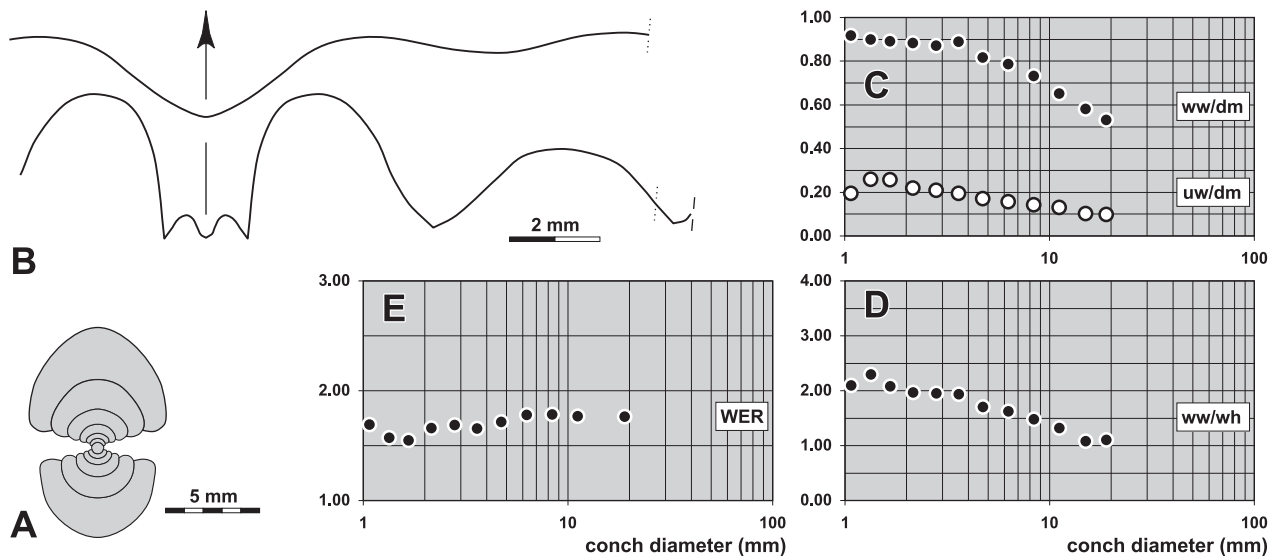 B
2 mm
A
5 mm
1.00
0.80
0.60
0.40
0.20
0.00
C
ww/dm
uw/dm
1 10 100
3.00
2.00
1.00
E
WER
1 10 100
conch diameter (mm)
4.00
3.00
2.00
1.00
0.00
D
ww/wh
1 10 100
conch diameter (mm)